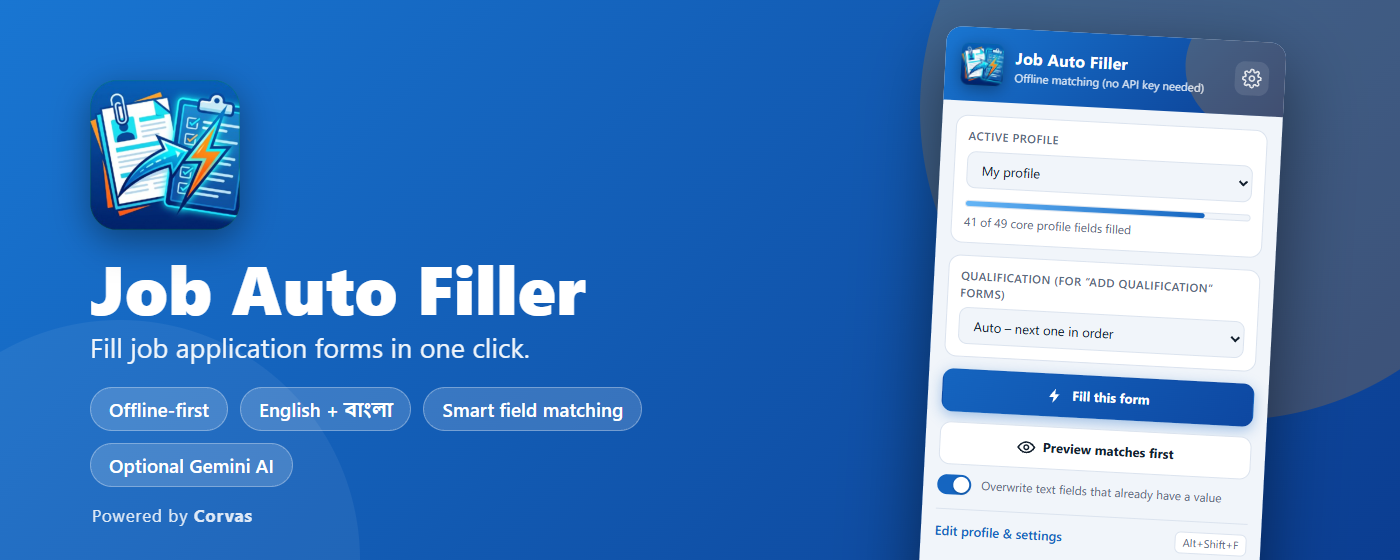 Job Auto Filler
Fill job application forms in one click.
Offline-first
English + বাংলা
Smart field matching
Optional Gemini AI
Powered by Corvas
Job Auto Filler
Offline matching (no API key needed)
ACTIVE PROFILE
My profile
41 of 49 core profile fields filled
QUALIFICATION (FOR "ADD QUALIFICATION"
FORMS)
Auto – next one in order
Fill this form
Preview matches first
Overwrite text fields that already have a value
Edit profile & settings
Alt+Shift+F